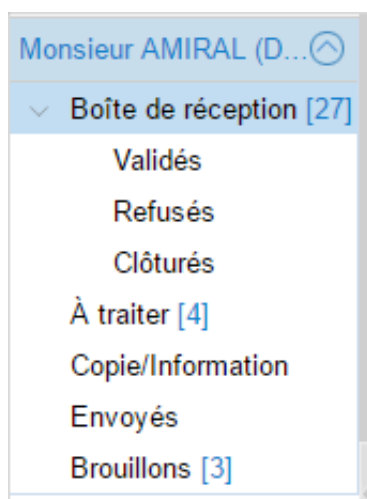 Monsieur AMIRAL (D...
Boîte de réception [27]
Validés
Refusés
Clôturés
À traiter [4]
Copie/Information
Envoyés
Brouillons [3]